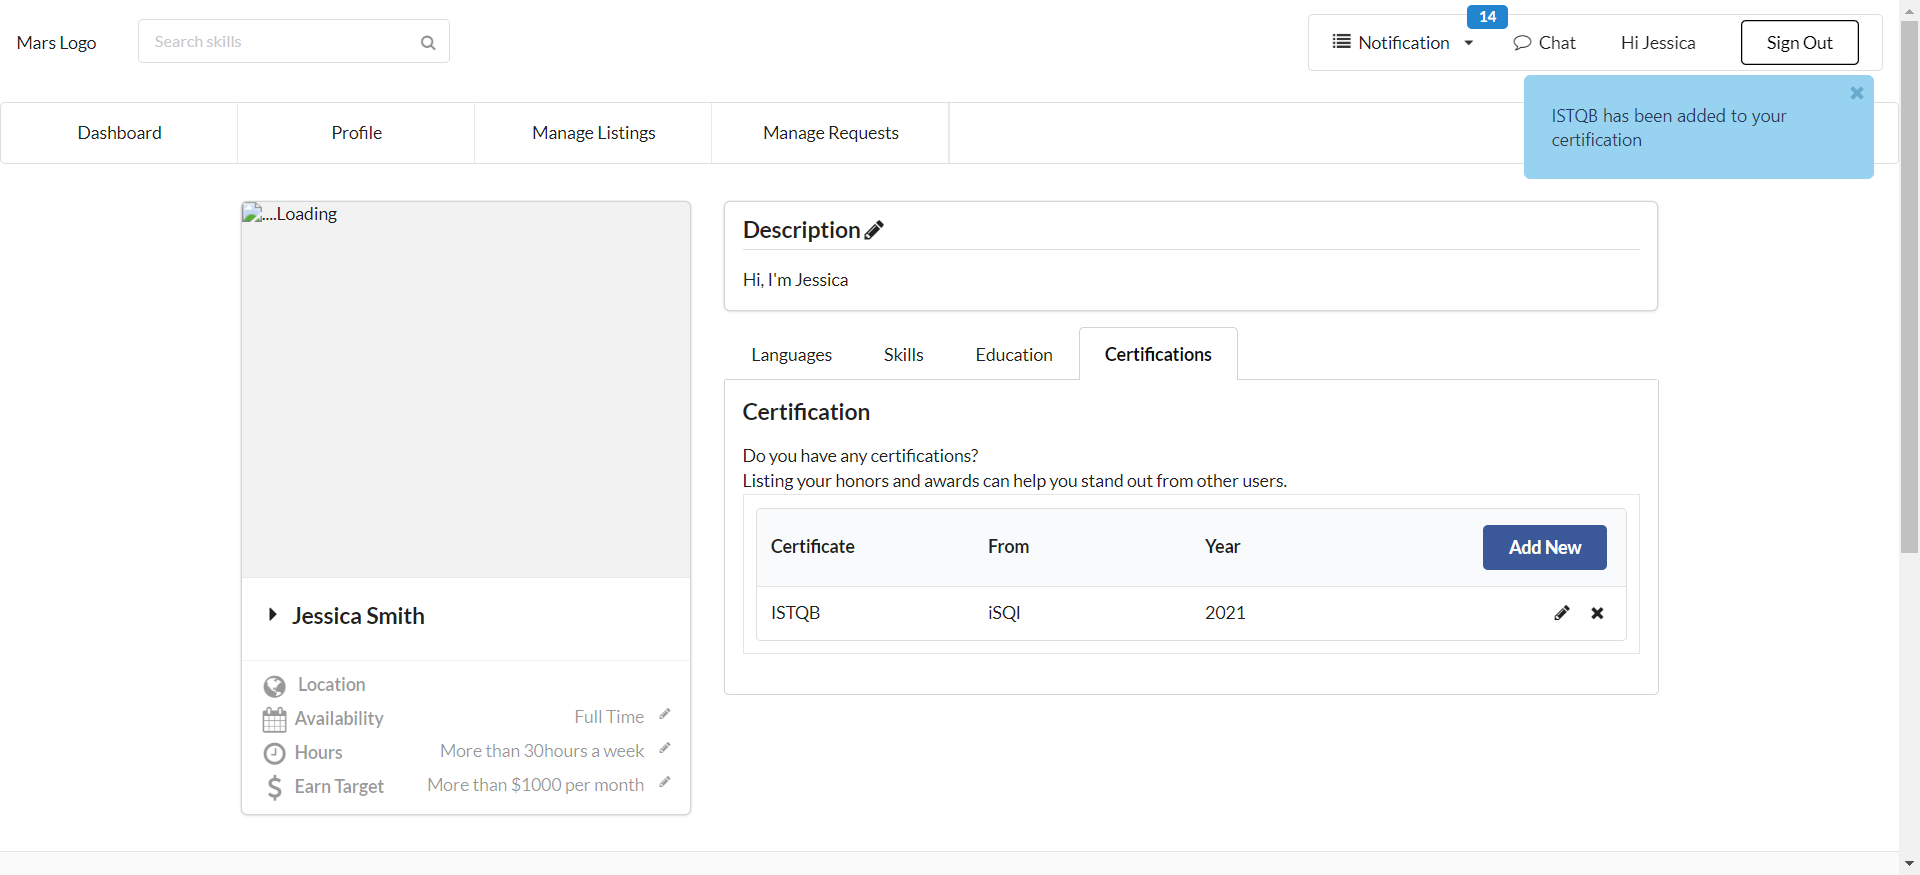 Mars Logo
Search skills
Notification
14
Chat
Hi Jessica
Sign Out
ISTQB has been added to your
certification
Dashboard
Profile
Manage Listings
Manage Requests
....Loading
Jessica Smith
Location
Availability
Full Time
Hours
More than 30hours a week
Earn Target
More than $1000 per month
Description
Hi, I'm Jessica
Languages
Skills
Education
Certifications
Certification
Do you have any certifications?
Listing your honors and awards can help you stand out from other users.
Certificate From Year Add New
ISTQB iSQI 2021